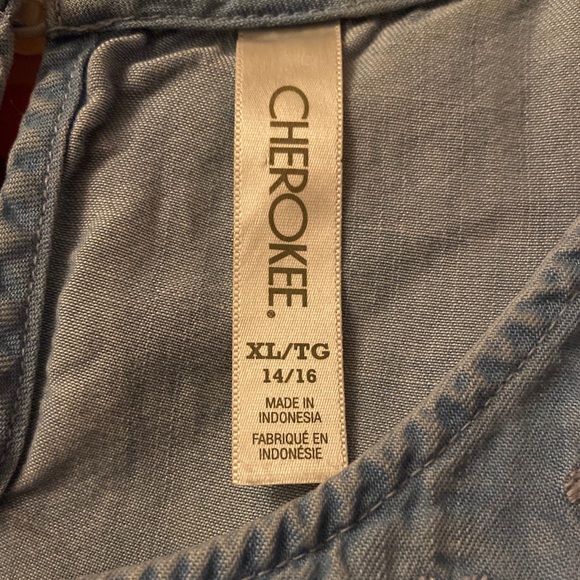 CHEROKEE.
XL/TG
14/16
MADE IN
INDONESIA
FABRIQUÉ EN
INDONÉSIE